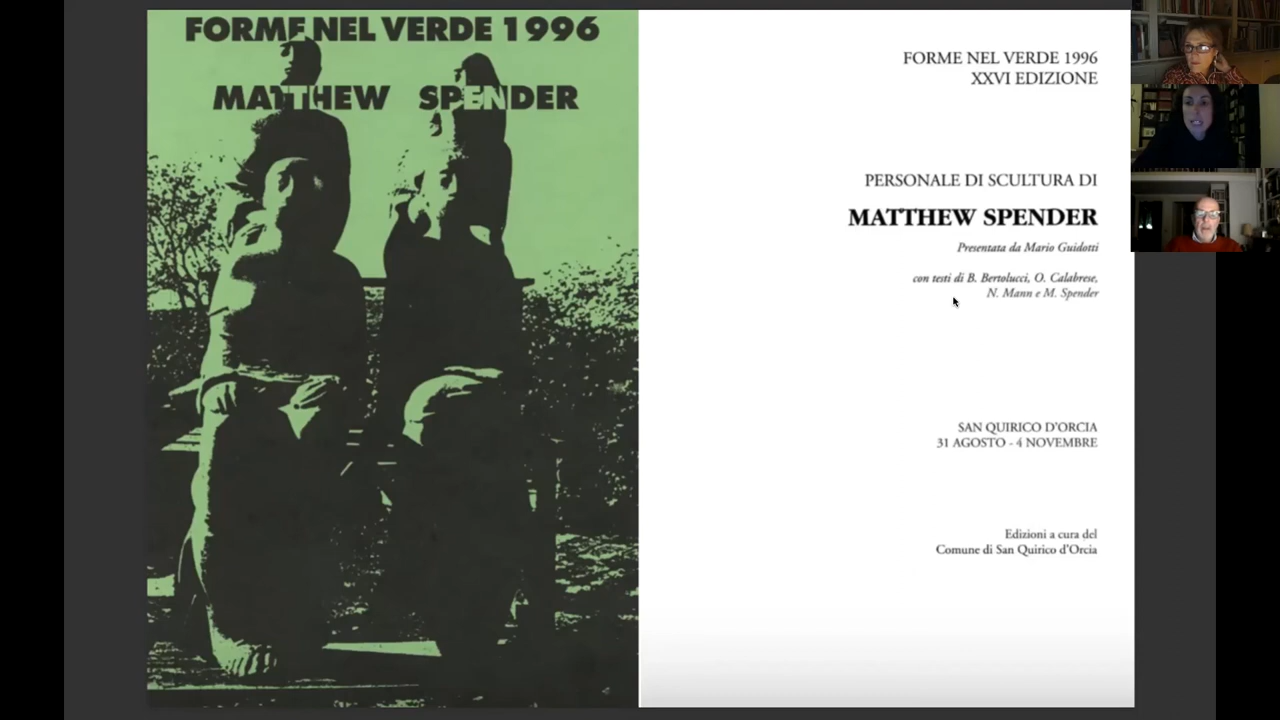 FORME NEL VERDE 1996
MATTHEW SPENDER
FORME NEL VERDE 1996
XXVI EDIZIONE
PERSONALE DI SCULTURA DI
MATTHEW SPENDER
Presentata da Mario Guidotti
con testi di B. Bertolucci, O. Calabrese,
N. Mann e M. Spender
SAN QUIRICO D'ORCIA
31 AGOSTO - 4 NOVEMBRE
Edizioni a cura del
Comune di San Quirico d'Orcia